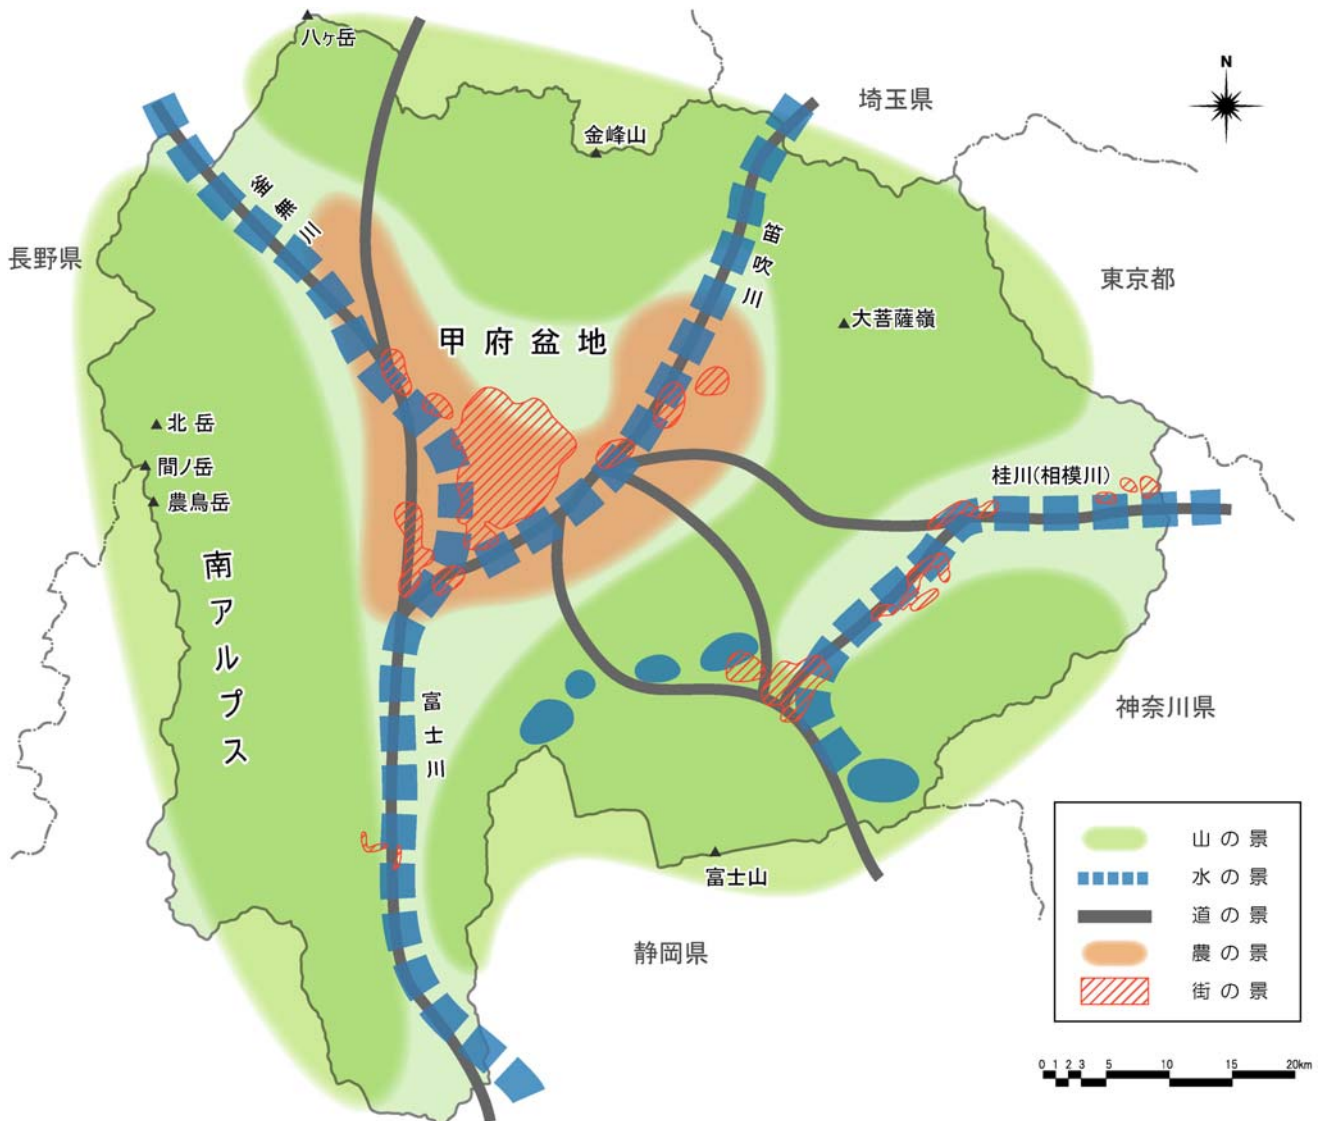 八ヶ岳
N
埼玉県
金峰山
釜無川
笛吹川
長野県
東京都
大菩薩嶺
甲府盆地
北岳
間ノ岳
農鳥岳
桂川(相模川)
南アルプス
富士川
神奈川県
富士山
静岡県
山の景
水の景
道の景
農の景
街の景
0 1 2 3 5 10 15 20km